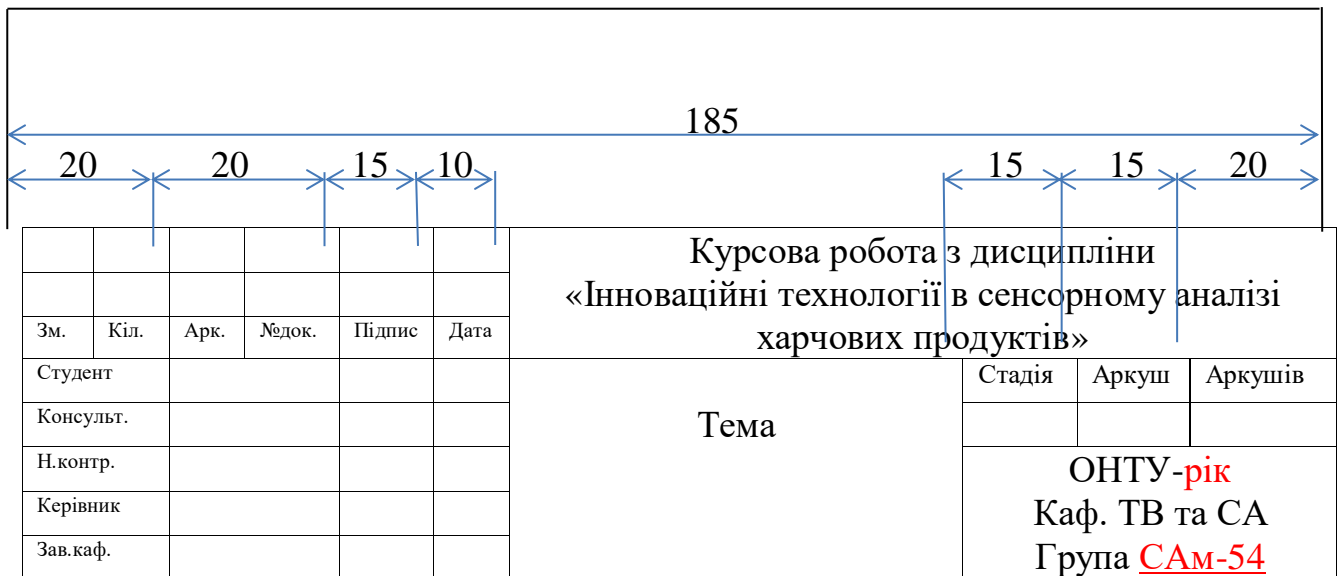 185
20 20 15 10 15 15 20
Курсова робота з дисципліни
«Інноваційні технології в сенсорному аналізі
харчових продуктів»
Зм. Кіл. Арк. №док. Підпис Дата
Студент
Консульт.
Н.контр.
Керівник
Зав.каф.
Тема
Стадія Аркуш Аркушів
ОНТУ-рік
Каф. ТВ та СА
Група САм-54